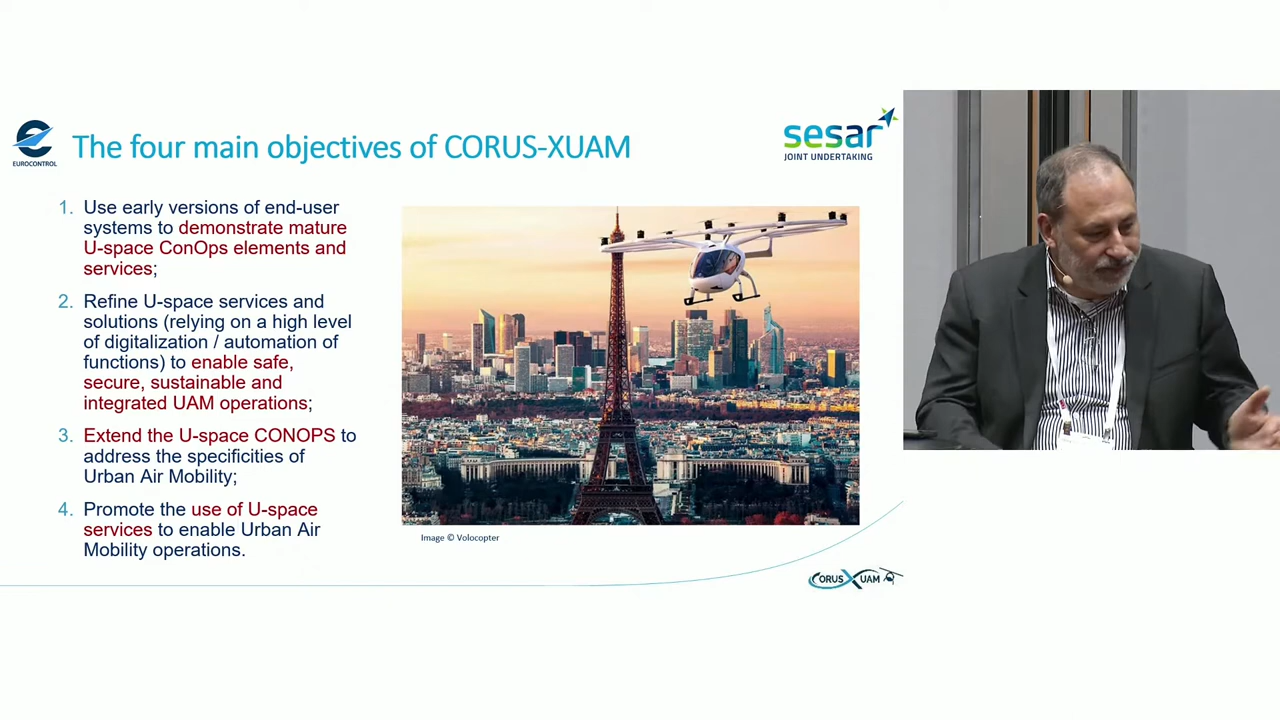 EUROCONTROL
The four main objectives of CORUS-XUAM
sesar
JOINT UNDERTAKING
1. Use early versions of end-user
systems to demonstrate mature
U-space ConOps elements and
services;
2. Refine U-space services and
solutions (relying on a high level
of digitalization / automation of
functions) to enable safe,
secure, sustainable and
integrated UAM operations;
3. Extend the U-space CONOPS to
address the specificities of
Urban Air Mobility;
4. Promote the use of U-space
services to enable Urban Air
Mobility operations.
Image © Volocopter
CORUS XUAM